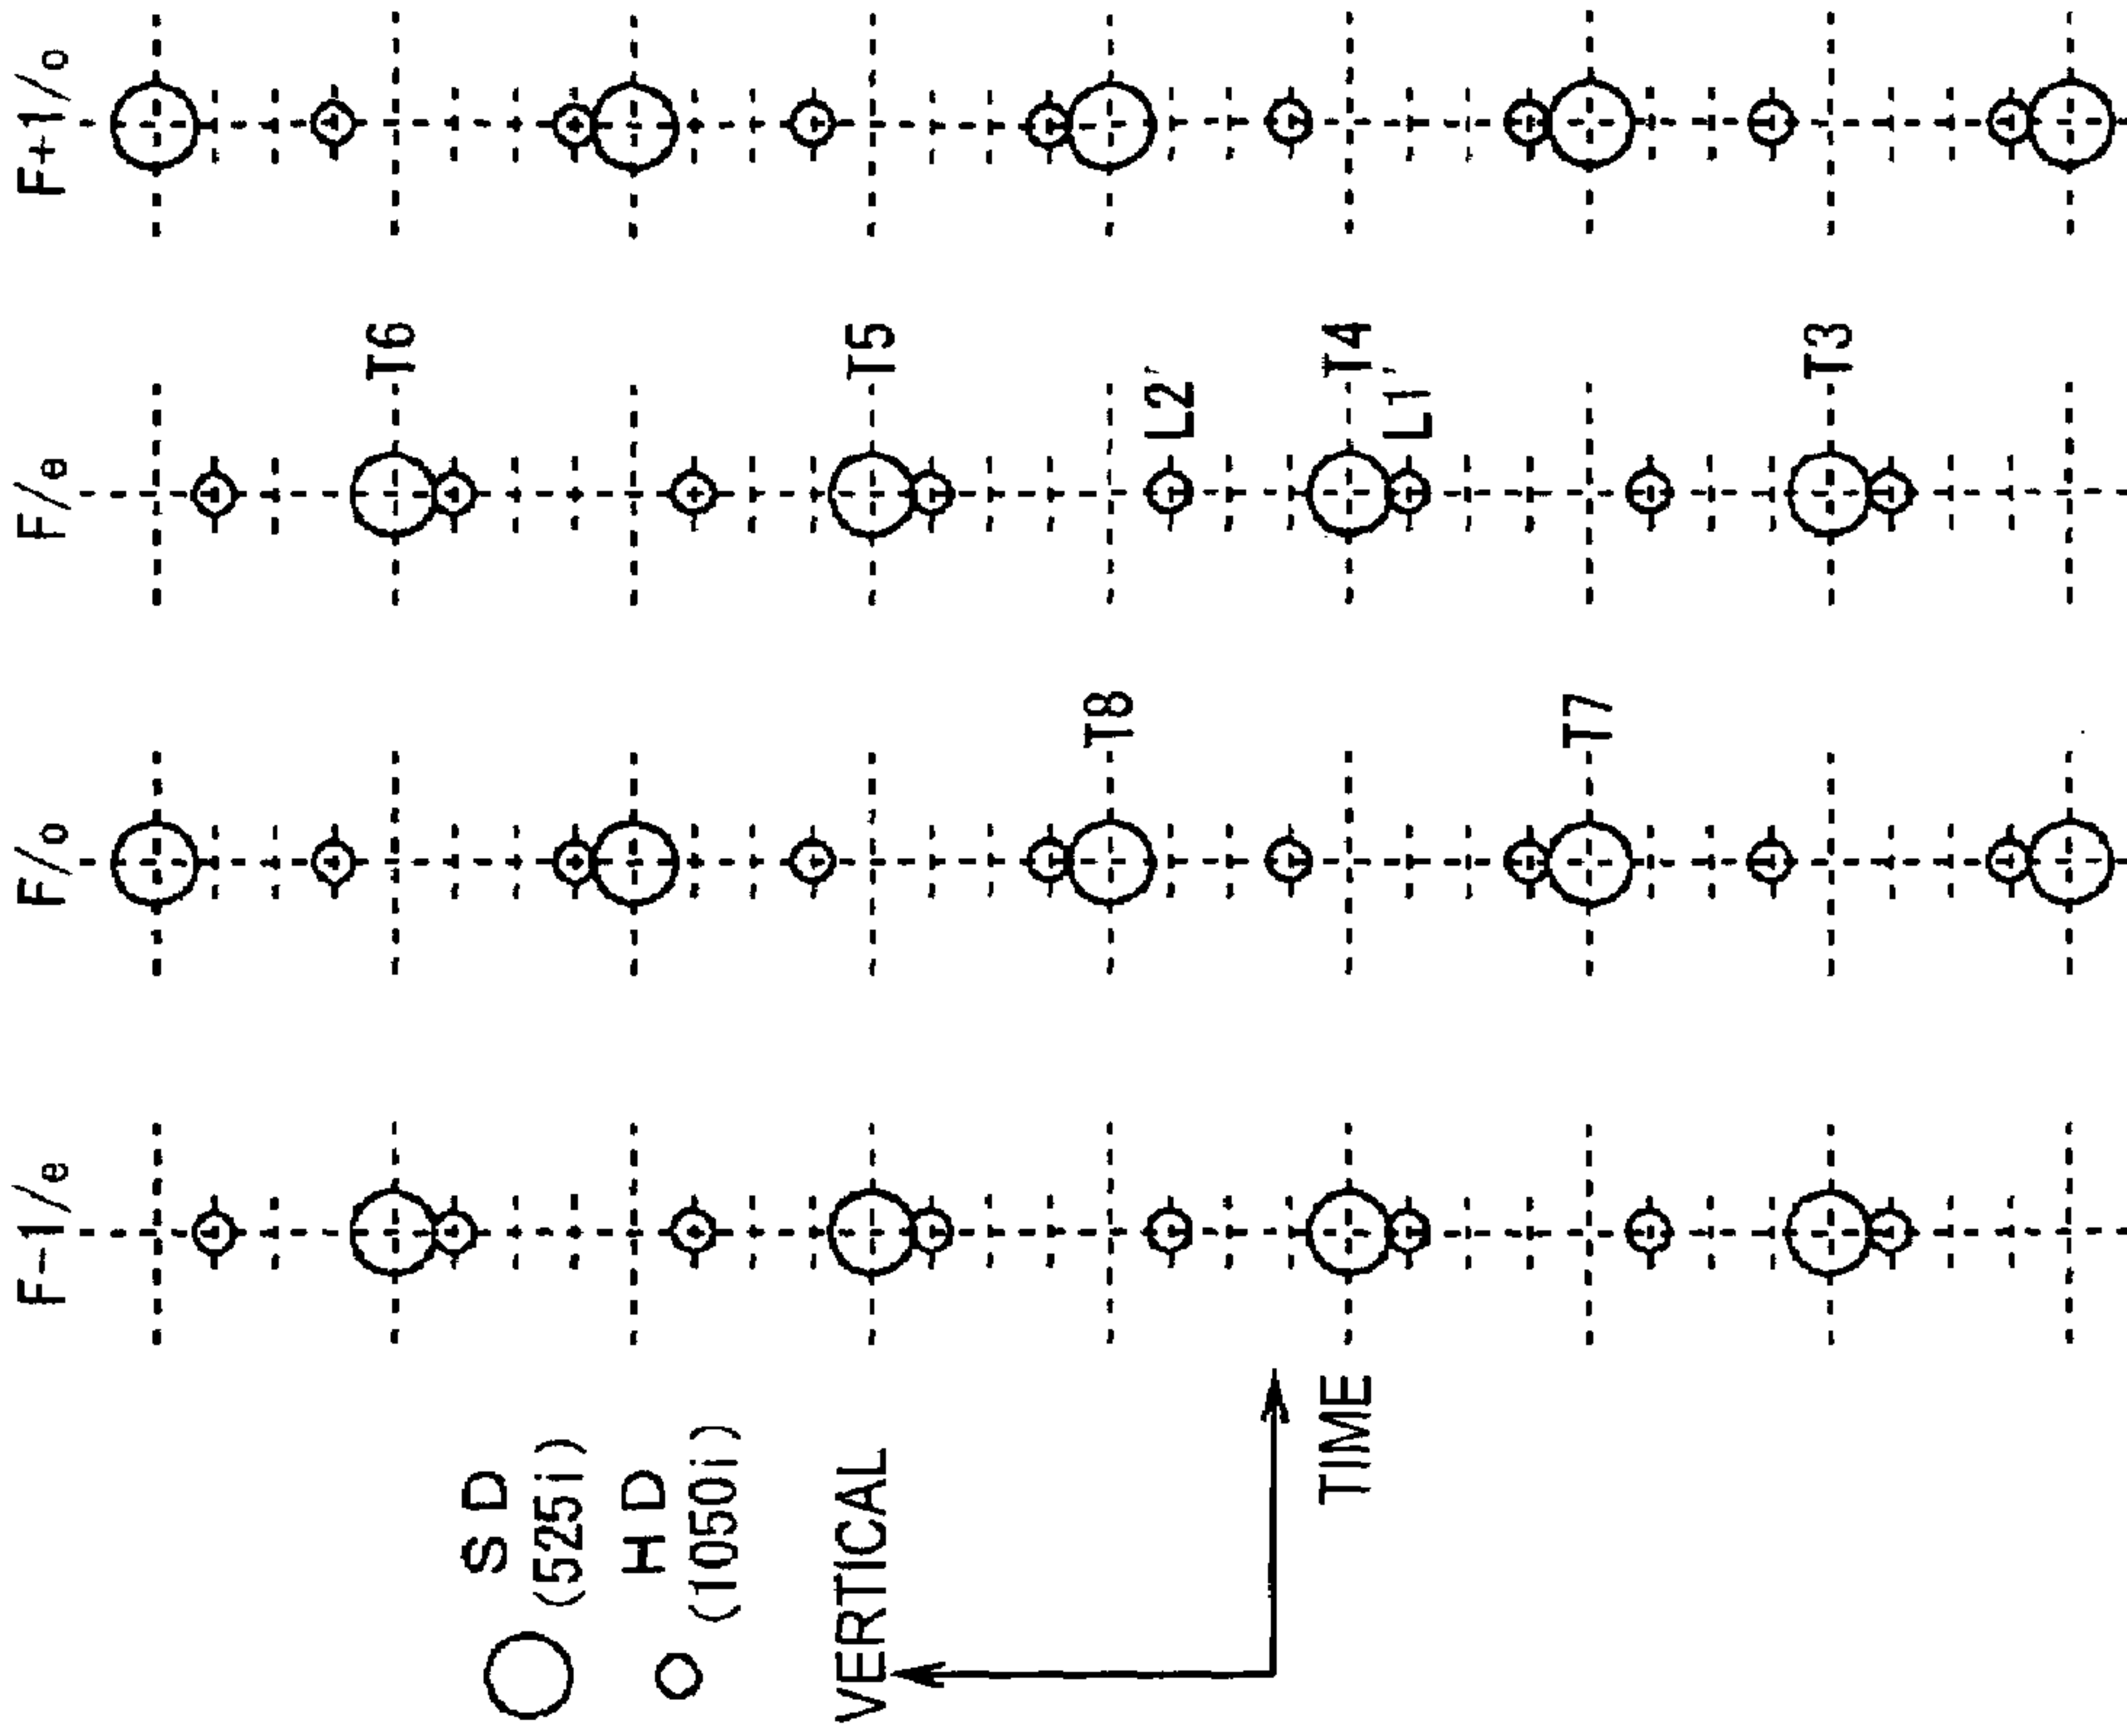 F-1/e
F/o
F/e
F+1/o
T6
T5
L2'
T4
L1'
T3
T8
T7
SD
(525i)
HD
(1050i)
VERTICAL
TIME